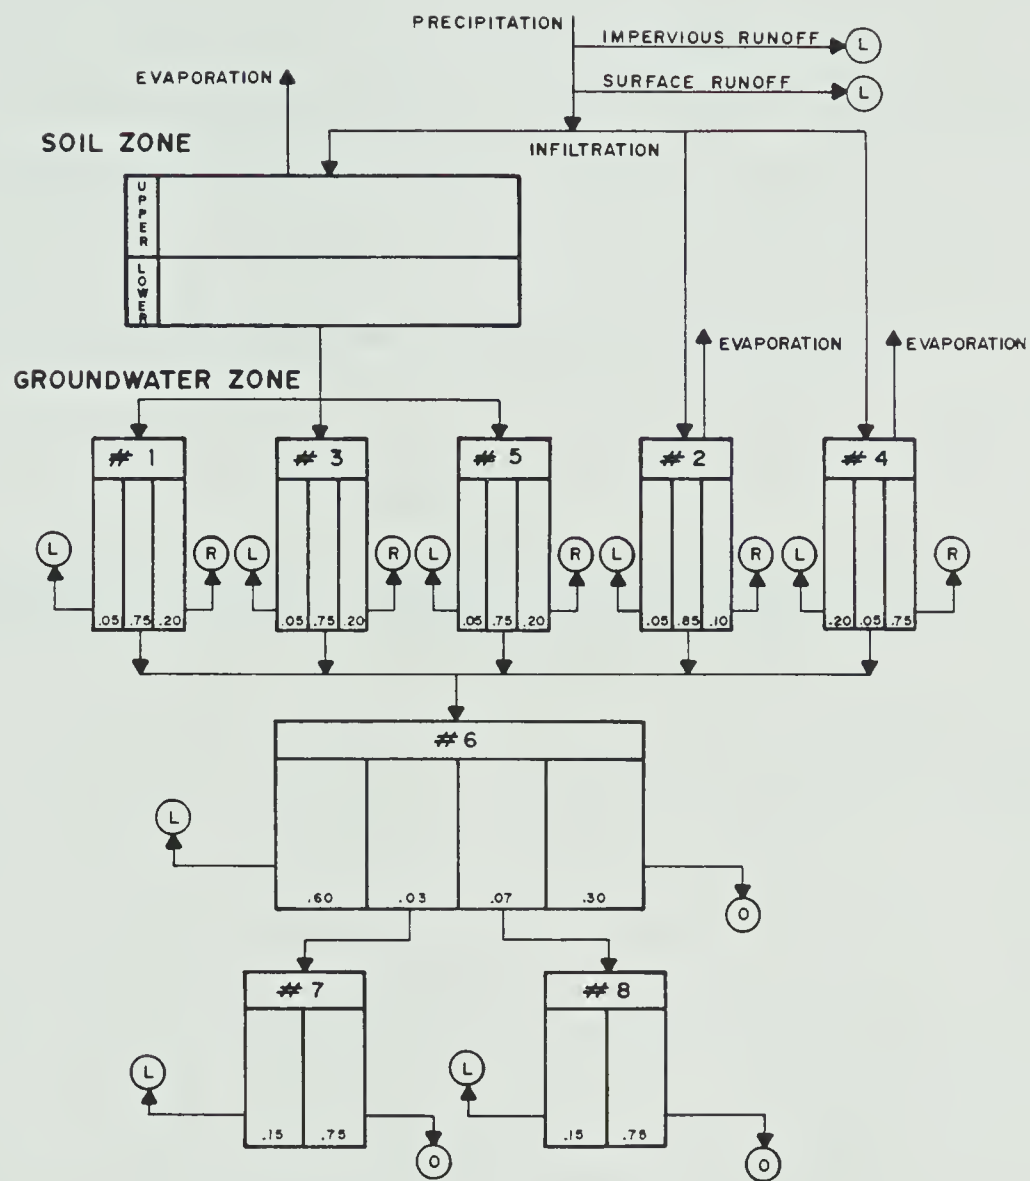 PRECIPITATION
IMPERVIOUS RUNOFF
L
EVAPORATION
SURFACE RUNOFF
L
SOIL ZONE
INFILTRATION
UPPER
LOWER
EVAPORATION
EVAPORATION
GROUNDWATER ZONE
# 1
# 3
# 5
# 2
# 4
L
R
L
R
L
R
L
R
L
R
.05 .75 .20
.05 .75 .20
.05 .75 .20
.05 .85 .10
.20 .05 .75
# 6
L
.60 .03 .07 .30
O
# 7
# 8
L
L
.15 .75
.15 .75
O
O